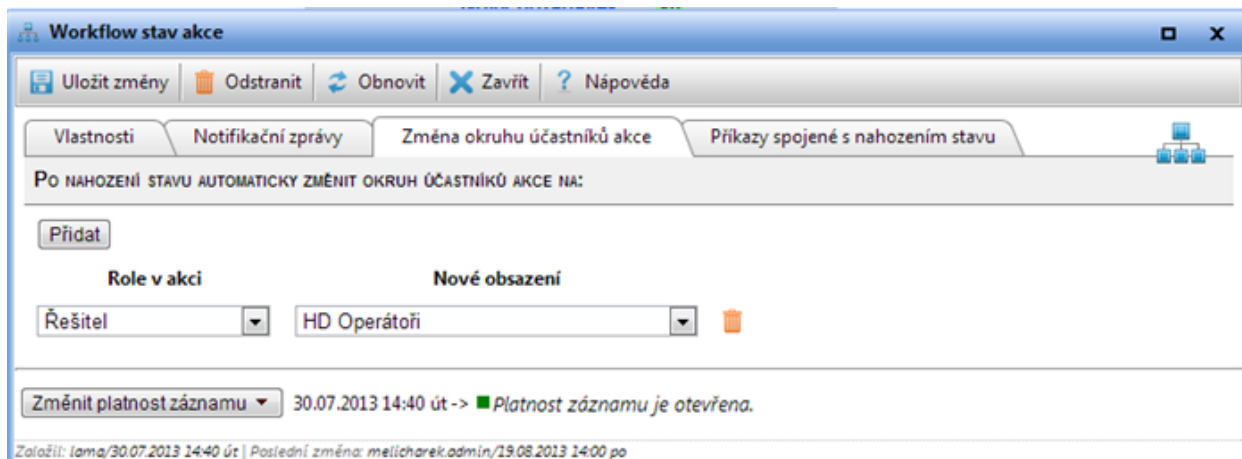 Workflow stav akce
Uložit změny Odstranit Obnovit Zavřít ? Nápověda
Vlastnosti Notifikační zprávy Změna okruhu účastníků akce Příkazy spojené s nahozením stavu
PO NAHOZENÍ STAVU AUTOMATICKY ZMĚNIT OKRUH ÚČASTNÍKŮ AKCE NA:
Přidat
Role v akci Nové obsazení
Řešitel HD Operátoři
Změnit platnost záznamu 30.07.2013 14:40 út -> Platnost záznamu je otevřena.
Založil: lama/30.07.2013 14:40 út | Poslední změna: melicharek.admin/19.08.2013 14:00 po